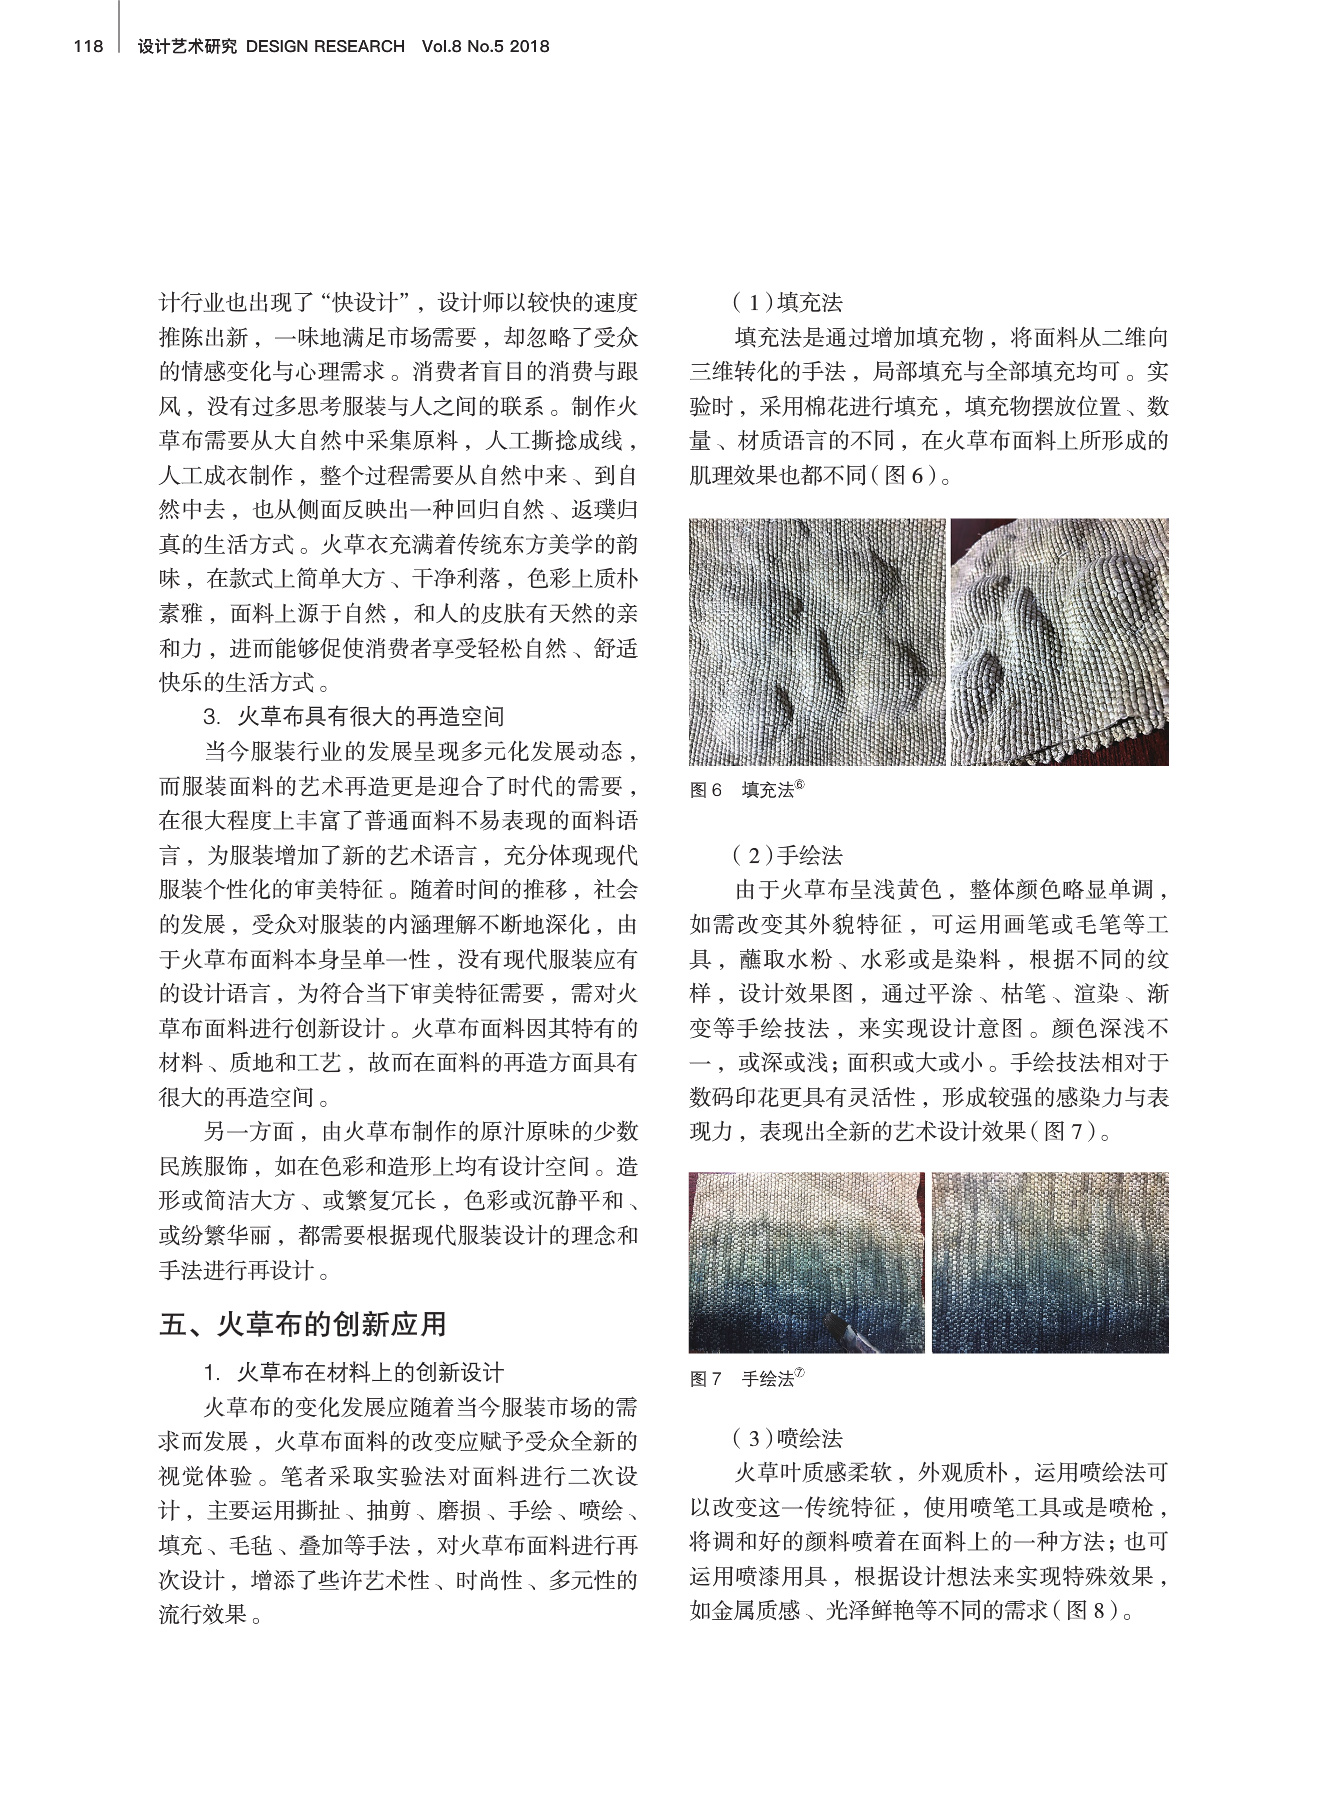 118 设计艺术研究 DESIGN RESEARCH Vol.8 No.5 2018
计行业也出现了“快设计”，设计师以较快的速度
推陈出新，一味地满足市场需要，却忽略了受众
的情感变化与心理需求。消费者盲目的消费与跟
风，没有过多思考服装与人之间的联系。制作火
草布需要从大自然中采集原料，人工撕捻成线，
人工成衣制作，整个过程需要从自然中来、到自
然中去，也从侧面反映出一种回归自然、返璞归
真的生活方式。火草衣充满着传统东方美学的韵
味，在款式上简单大方、干净利落，色彩上质朴
素雅，面料上源于自然，和人的皮肤有天然的亲
和力，进而能够促使消费者享受轻松自然、舒适
快乐的生活方式。
3. 火草布具有很大的再造空间
当今服装行业的发展呈现多元化发展动态，
而服装面料的艺术再造更是迎合了时代的需要，
在很大程度上丰富了普通面料不易表现的面料语
言，为服装增加了新的艺术语言，充分体现现代
服装个性化的审美特征。随着时间的推移，社会
的发展，受众对服装的内涵理解不断地深化，由
于火草布面料本身呈单一性，没有现代服装应有
的设计语言，为符合当下审美特征需要，需对火
草布面料进行创新设计。火草布面料因其特有的
材料、质地和工艺，故而在面料的再造方面具有
很大的再造空间。
另一方面，由火草布制作的原汁原味的少数
民族服饰，如在色彩和造形上均有设计空间。造
形或简洁大方、或繁复冗长，色彩或沉静平和、
或纷繁华丽，都需要根据现代服装设计的理念和
手法进行再设计。
五、火草布的创新应用
1. 火草布在材料上的创新设计
火草布的变化发展应随着当今服装市场的需
求而发展，火草布面料的改变应赋予受众全新的
视觉体验。笔者采取实验法对面料进行二次设
计，主要运用撕扯、抽剪、磨损、手绘、喷绘、
填充、毛毡、叠加等手法，对火草布面料进行再
次设计，增添了些许艺术性、时尚性、多元性的
流行效果。
（1）填充法
填充法是通过增加填充物，将面料从二维向
三维转化的手法，局部填充与全部填充均可。实
验时，采用棉花进行填充，填充物摆放位置、数
量、材质语言的不同，在火草布面料上所形成的
肌理效果也都不同（图 6）。
图 6 填充法⑥
（2）手绘法
由于火草布呈浅黄色，整体颜色略显单调，
如需改变其外貌特征，可运用画笔或毛笔等工
具，蘸取水粉、水彩或是染料，根据不同的纹
样，设计效果图，通过平涂、枯笔、渲染、渐
变等手绘技法，来实现设计意图。颜色深浅不
一，或深或浅；面积或大或小。手绘技法相对于
数码印花更具有灵活性，形成较强的感染力与表
现力，表现出全新的艺术设计效果（图 7）。
图 7 手绘法⑦
（3）喷绘法
火草叶质感柔软，外观质朴，运用喷绘法可
以改变这一传统特征，使用喷笔工具或是喷枪，
将调和好的颜料喷着在面料上的一种方法；也可
运用喷漆用具，根据设计想法来实现特殊效果，
如金属质感、光泽鲜艳等不同的需求（图 8）。